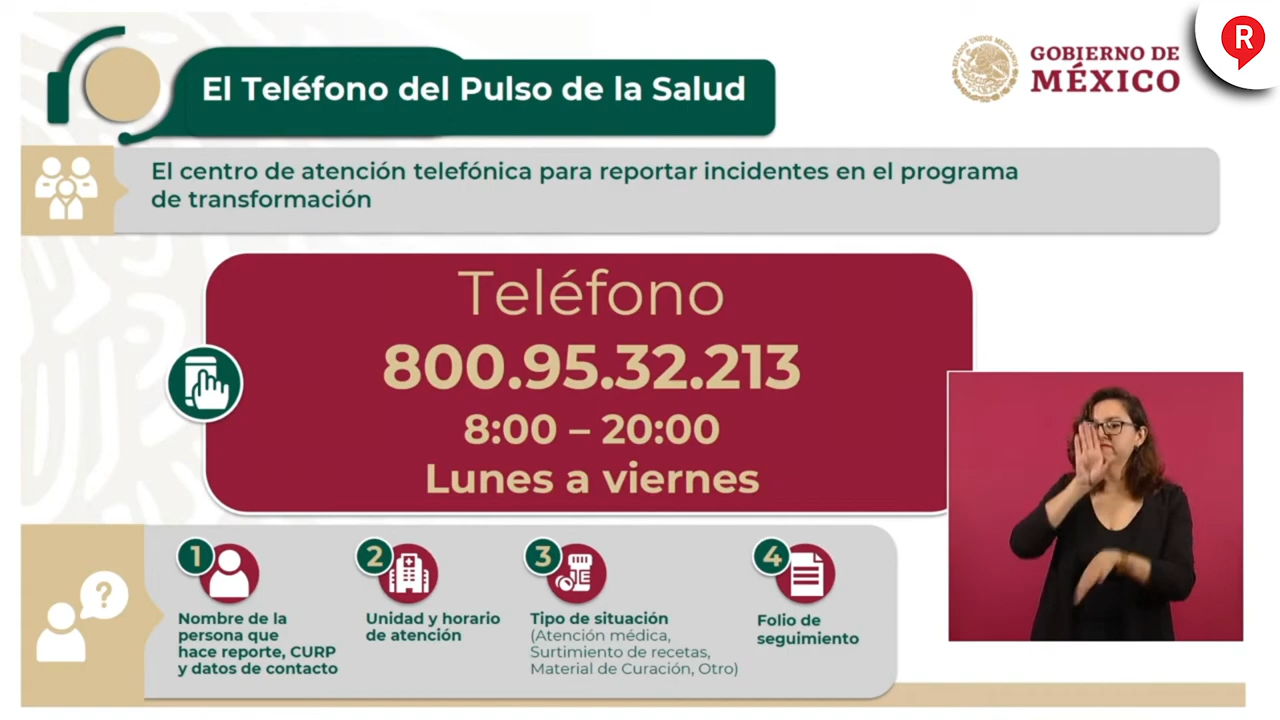 El Teléfono del Pulso de la Salud
GOBIERNO DE
MÉXICO
R
El centro de atención telefónica para reportar incidentes en el programa
de transformación
Teléfono
800.95.32.213
8:00 – 20:00
Lunes a viernes
?
1
Nombre de la
persona que
hace reporte, CURP
y datos de contacto
2
Unidad y horario
de atención
3
Tipo de situación
(Atención médica,
Surtimiento de recetas,
Material de Curación, Otro)
4
Folio de
seguimiento